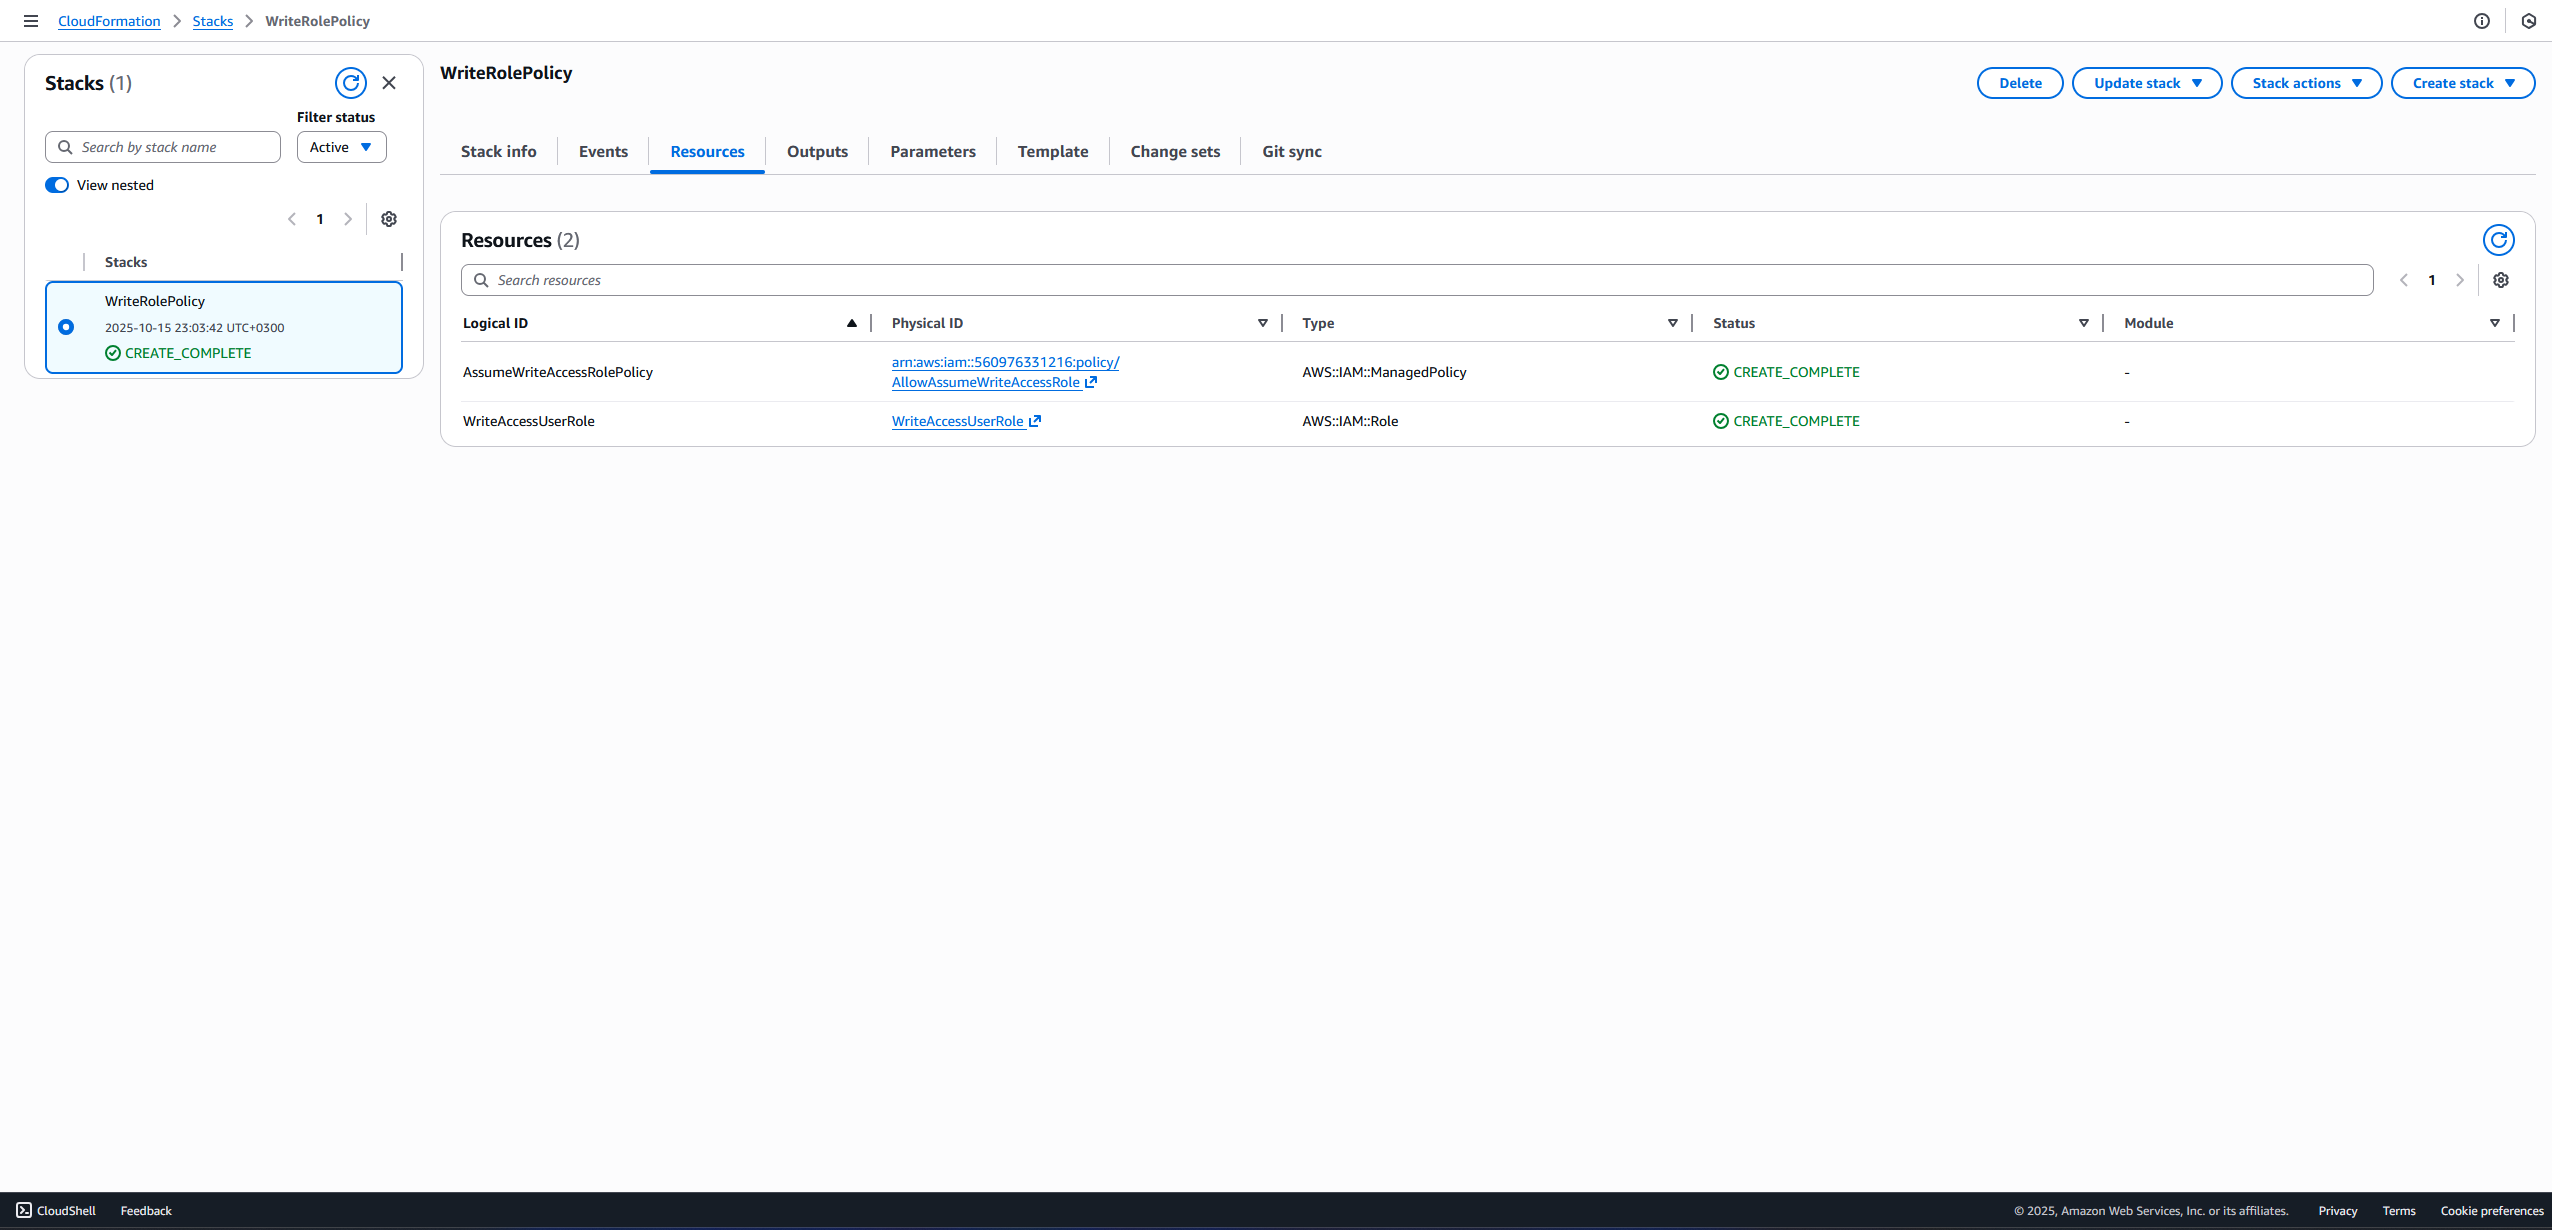 CloudFormation > Stacks > WriteRolePolicy
Stacks (1)
Filter status
Search by stack name
Active
View nested
1
Stacks
WriteRolePolicy
2025-10-15 23:03:42 UTC+0300
CREATE_COMPLETE
WriteRolePolicy
Delete
Update stack
Stack actions
Create stack
Stack info
Events
Resources
Outputs
Parameters
Template
Change sets
Git sync
Resources (2)
Search resources
1
Logical ID
Physical ID
Type
Status
Module
AssumeWriteAccessRolePolicy
arn:aws:iam::560976331216:policy/
AllowAssumeWriteAccessRole
AWS::IAM::ManagedPolicy
CREATE_COMPLETE
-
WriteAccessUserRole
WriteAccessUserRole
AWS::IAM::Role
CREATE_COMPLETE
-
CloudShell
Feedback
© 2025, Amazon Web Services, Inc. or its affiliates.
Privacy
Terms
Cookie preferences